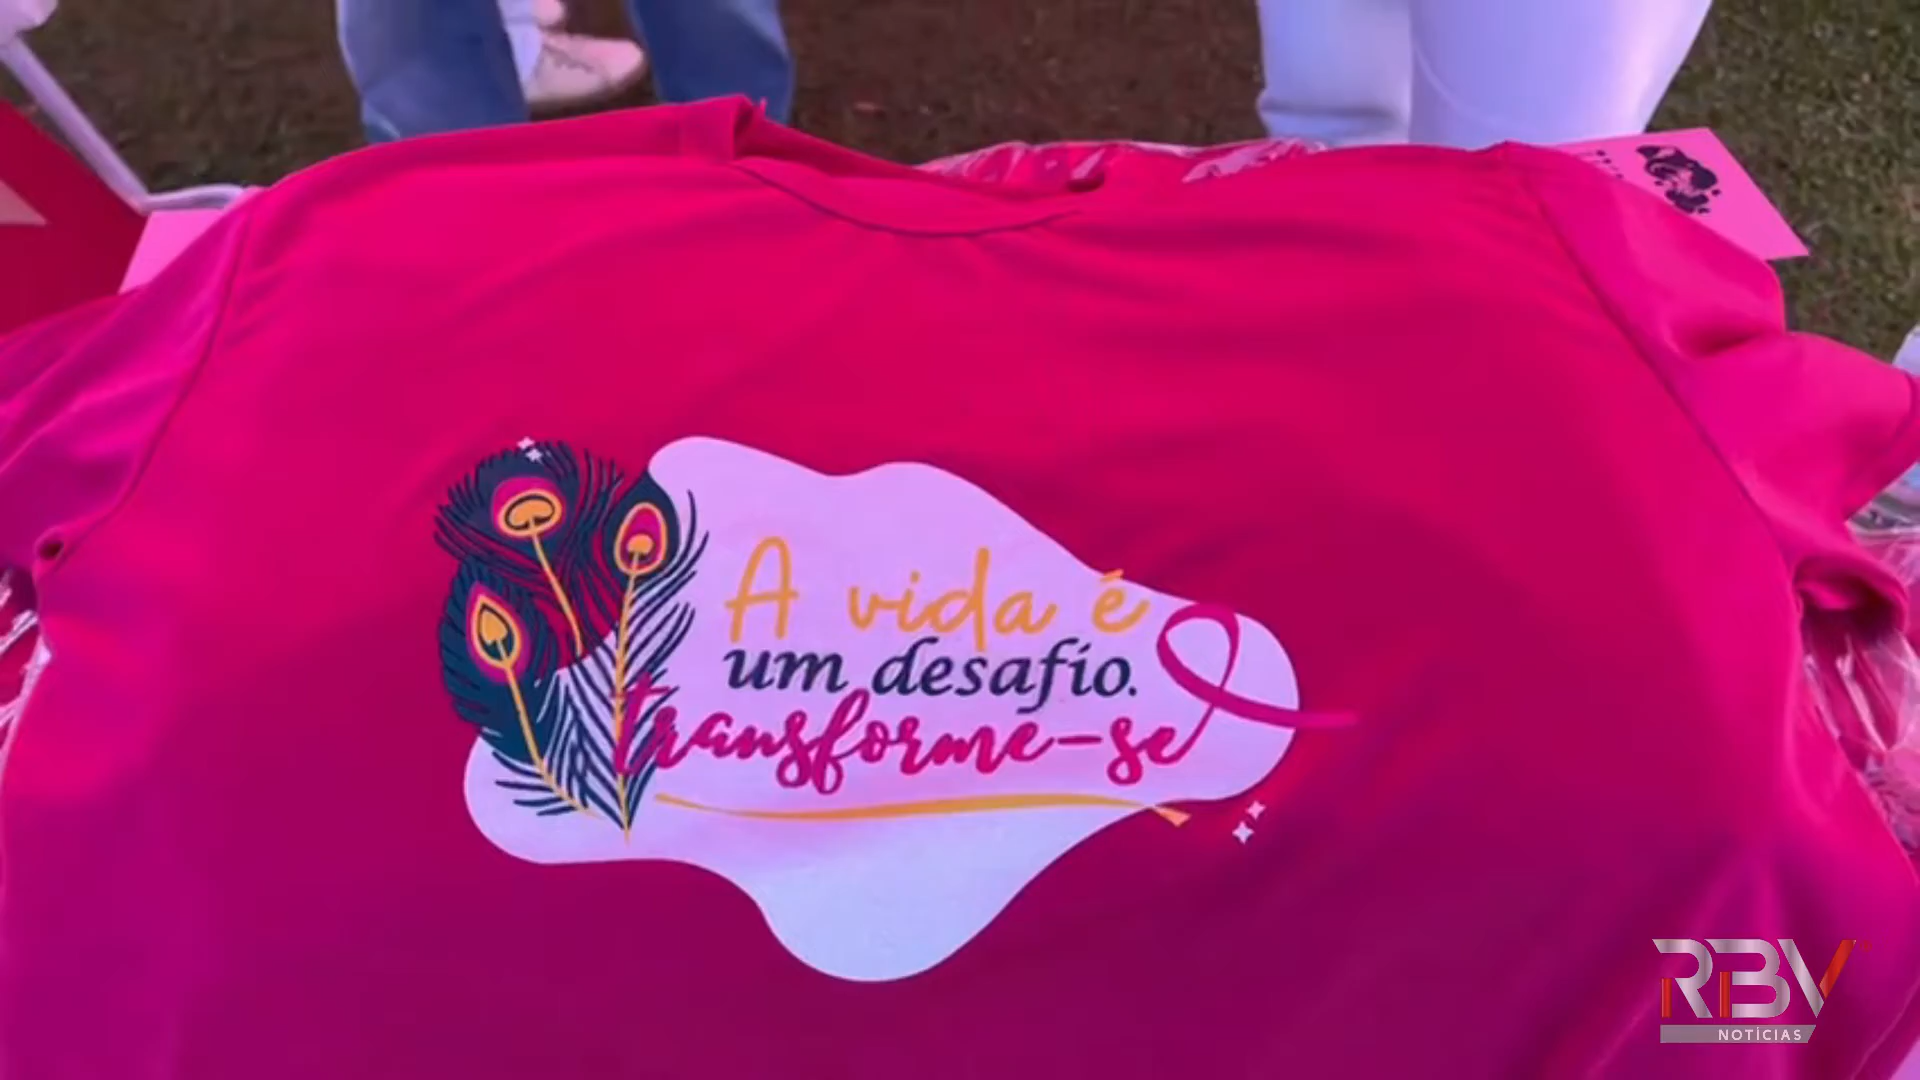 A vida é
um desafio.
transforme-se
RBV
NOTÍCIAS